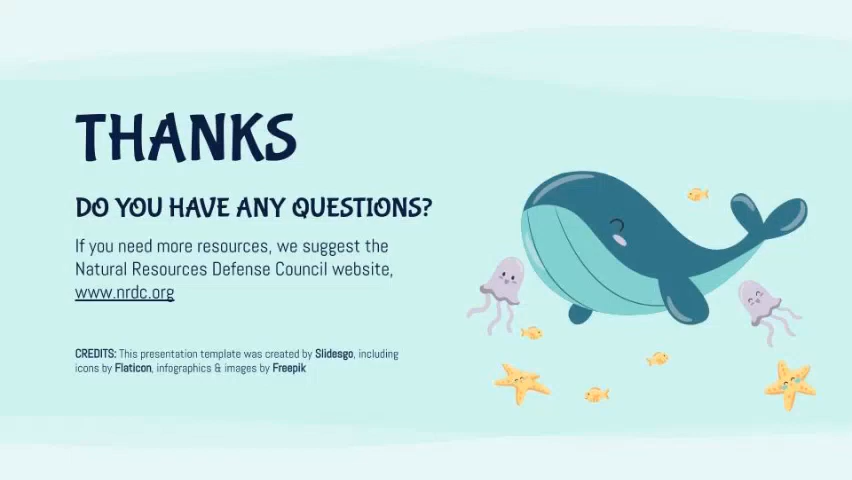 THANKS
DO YOU HAVE ANY QUESTIONS?
If you need more resources, we suggest the
Natural Resources Defense Council website,
www.nrdc.org
CREDITS: This presentation template was created by Slidesgo, including
icons by Flaticon, infographics & images by Freepik